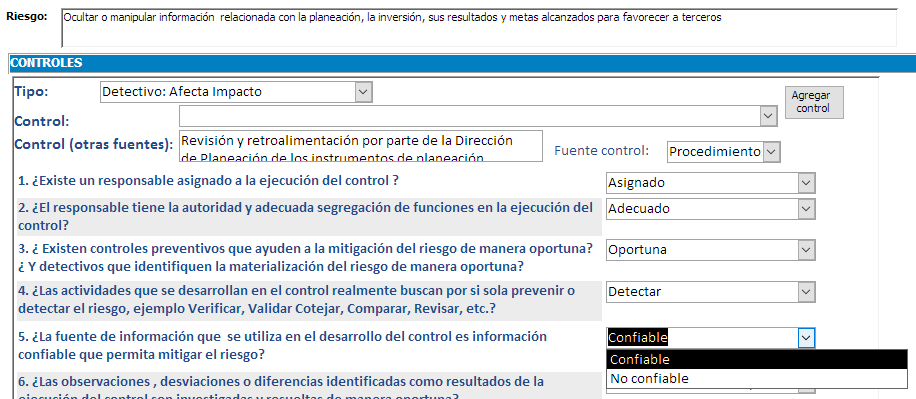 Riesgo: Ocultar o manipular información relacionada con la planeación, la inversión, sus resultados y metas alcanzados para favorecer a terceros
CONTROLES
Tipo: Detectivo: Afecta Impacto
Agregar
control
Control:
Control (otras fuentes): Revisión y retroalimentación por parte de la Dirección
de Planeación de los instrumentos de planeación
Fuente control: Procedimiento
1. ¿Existe un responsable asignado a la ejecución del control ? Asignado
2. ¿El responsable tiene la autoridad y adecuada segregación de funciones en la ejecución del
control?
Adecuado
3. ¿ Existen controles preventivos que ayuden a la mitigación del riesgo de manera oportuna?
¿ Y detectivos que identifiquen la materialización del riesgo de manera oportuna?
Oportuna
4. ¿Las actividades que se desarrollan en el control realmente buscan por si sola prevenir o
detectar el riesgo, ejemplo Verificar, Validar Cotejar, Comparar, Revisar, etc.?
Detectar
5. ¿La fuente de información que se utiliza en el desarrollo del control es información
confiable que permita mitigar el riesgo?
Confiable
Confiable
No confiable
6. ¿Las observaciones , desviaciones o diferencias identificadas como resultados de la
ejecución del control son investigadas y resueltas de manera oportuna?